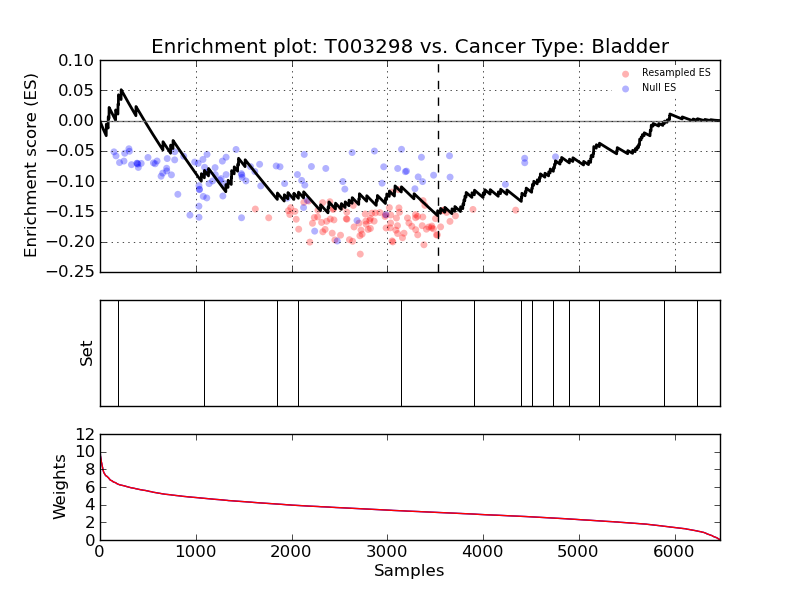 Enrichment plot: T003298 vs. Cancer Type: Bladder
Enrichment score (ES)
0.10
0.05
0.00
−0.05
−0.10
−0.15
−0.20
−0.25
Resampled ES
Null ES
Set
Weights
12
10
8
6
4
2
0
0 1000 2000 3000 4000 5000 6000
Samples